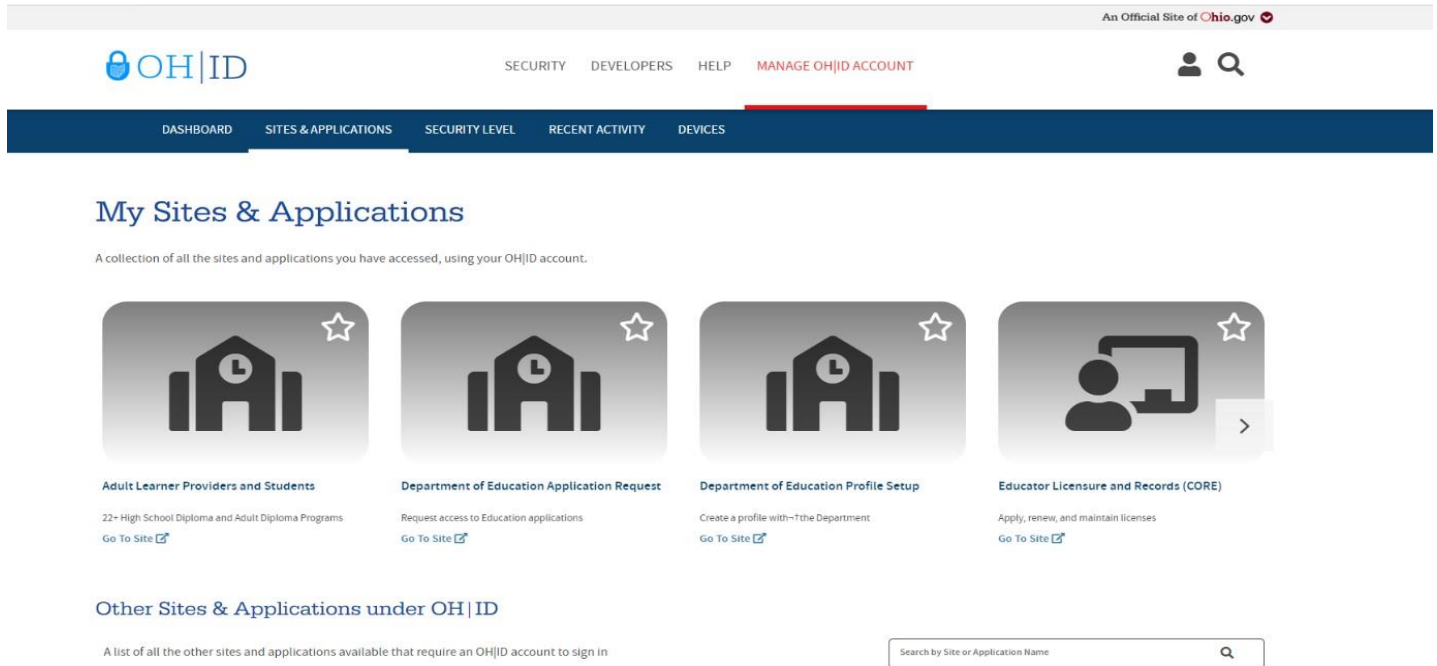 An Official Site of Ohio.gov
OH|ID
SECURITY DEVELOPERS HELP MANAGE OH|ID ACCOUNT
DASHBOARD SITES & APPLICATIONS SECURITY LEVEL RECENT ACTIVITY DEVICES
My Sites & Applications
A collection of all the sites and applications you have accessed, using your OH|ID account.
Adult Learner Providers and Students
22+ High School Diploma and Adult Diploma Programs
Go To Site
Department of Education Application Request
Request access to Education applications
Go To Site
Department of Education Profile Setup
Create a profile with¬†the Department
Go To Site
Educator Licensure and Records (CORE)
Apply, renew, and maintain licenses
Go To Site
Other Sites & Applications under OH|ID
A list of all the other sites and applications available that require an OH|ID account to sign in
Search by Site or Application Name